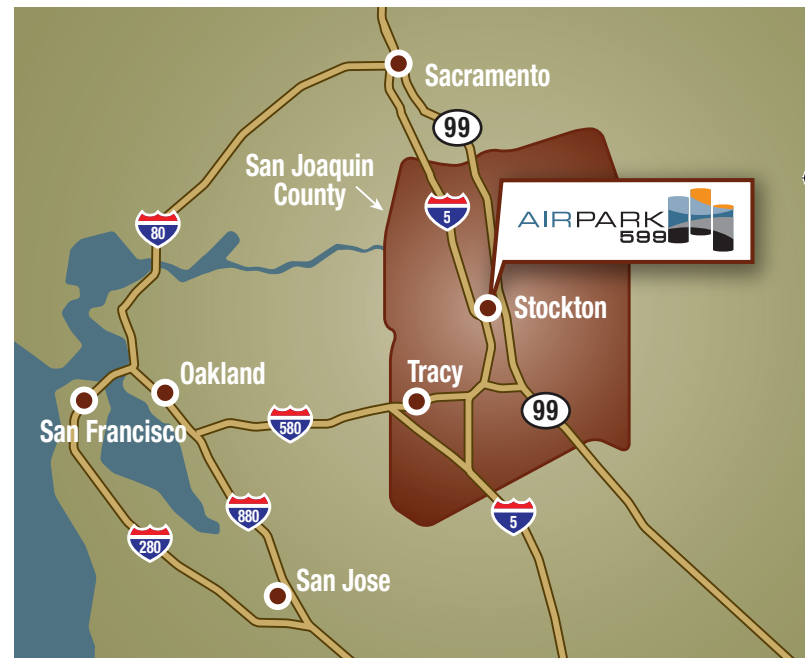 Sacramento
99
San Joaquin
County
5
80
AIRPARK
599
Stockton
Oakland
Tracy
San Francisco
99
580
880
5
280
San Jose